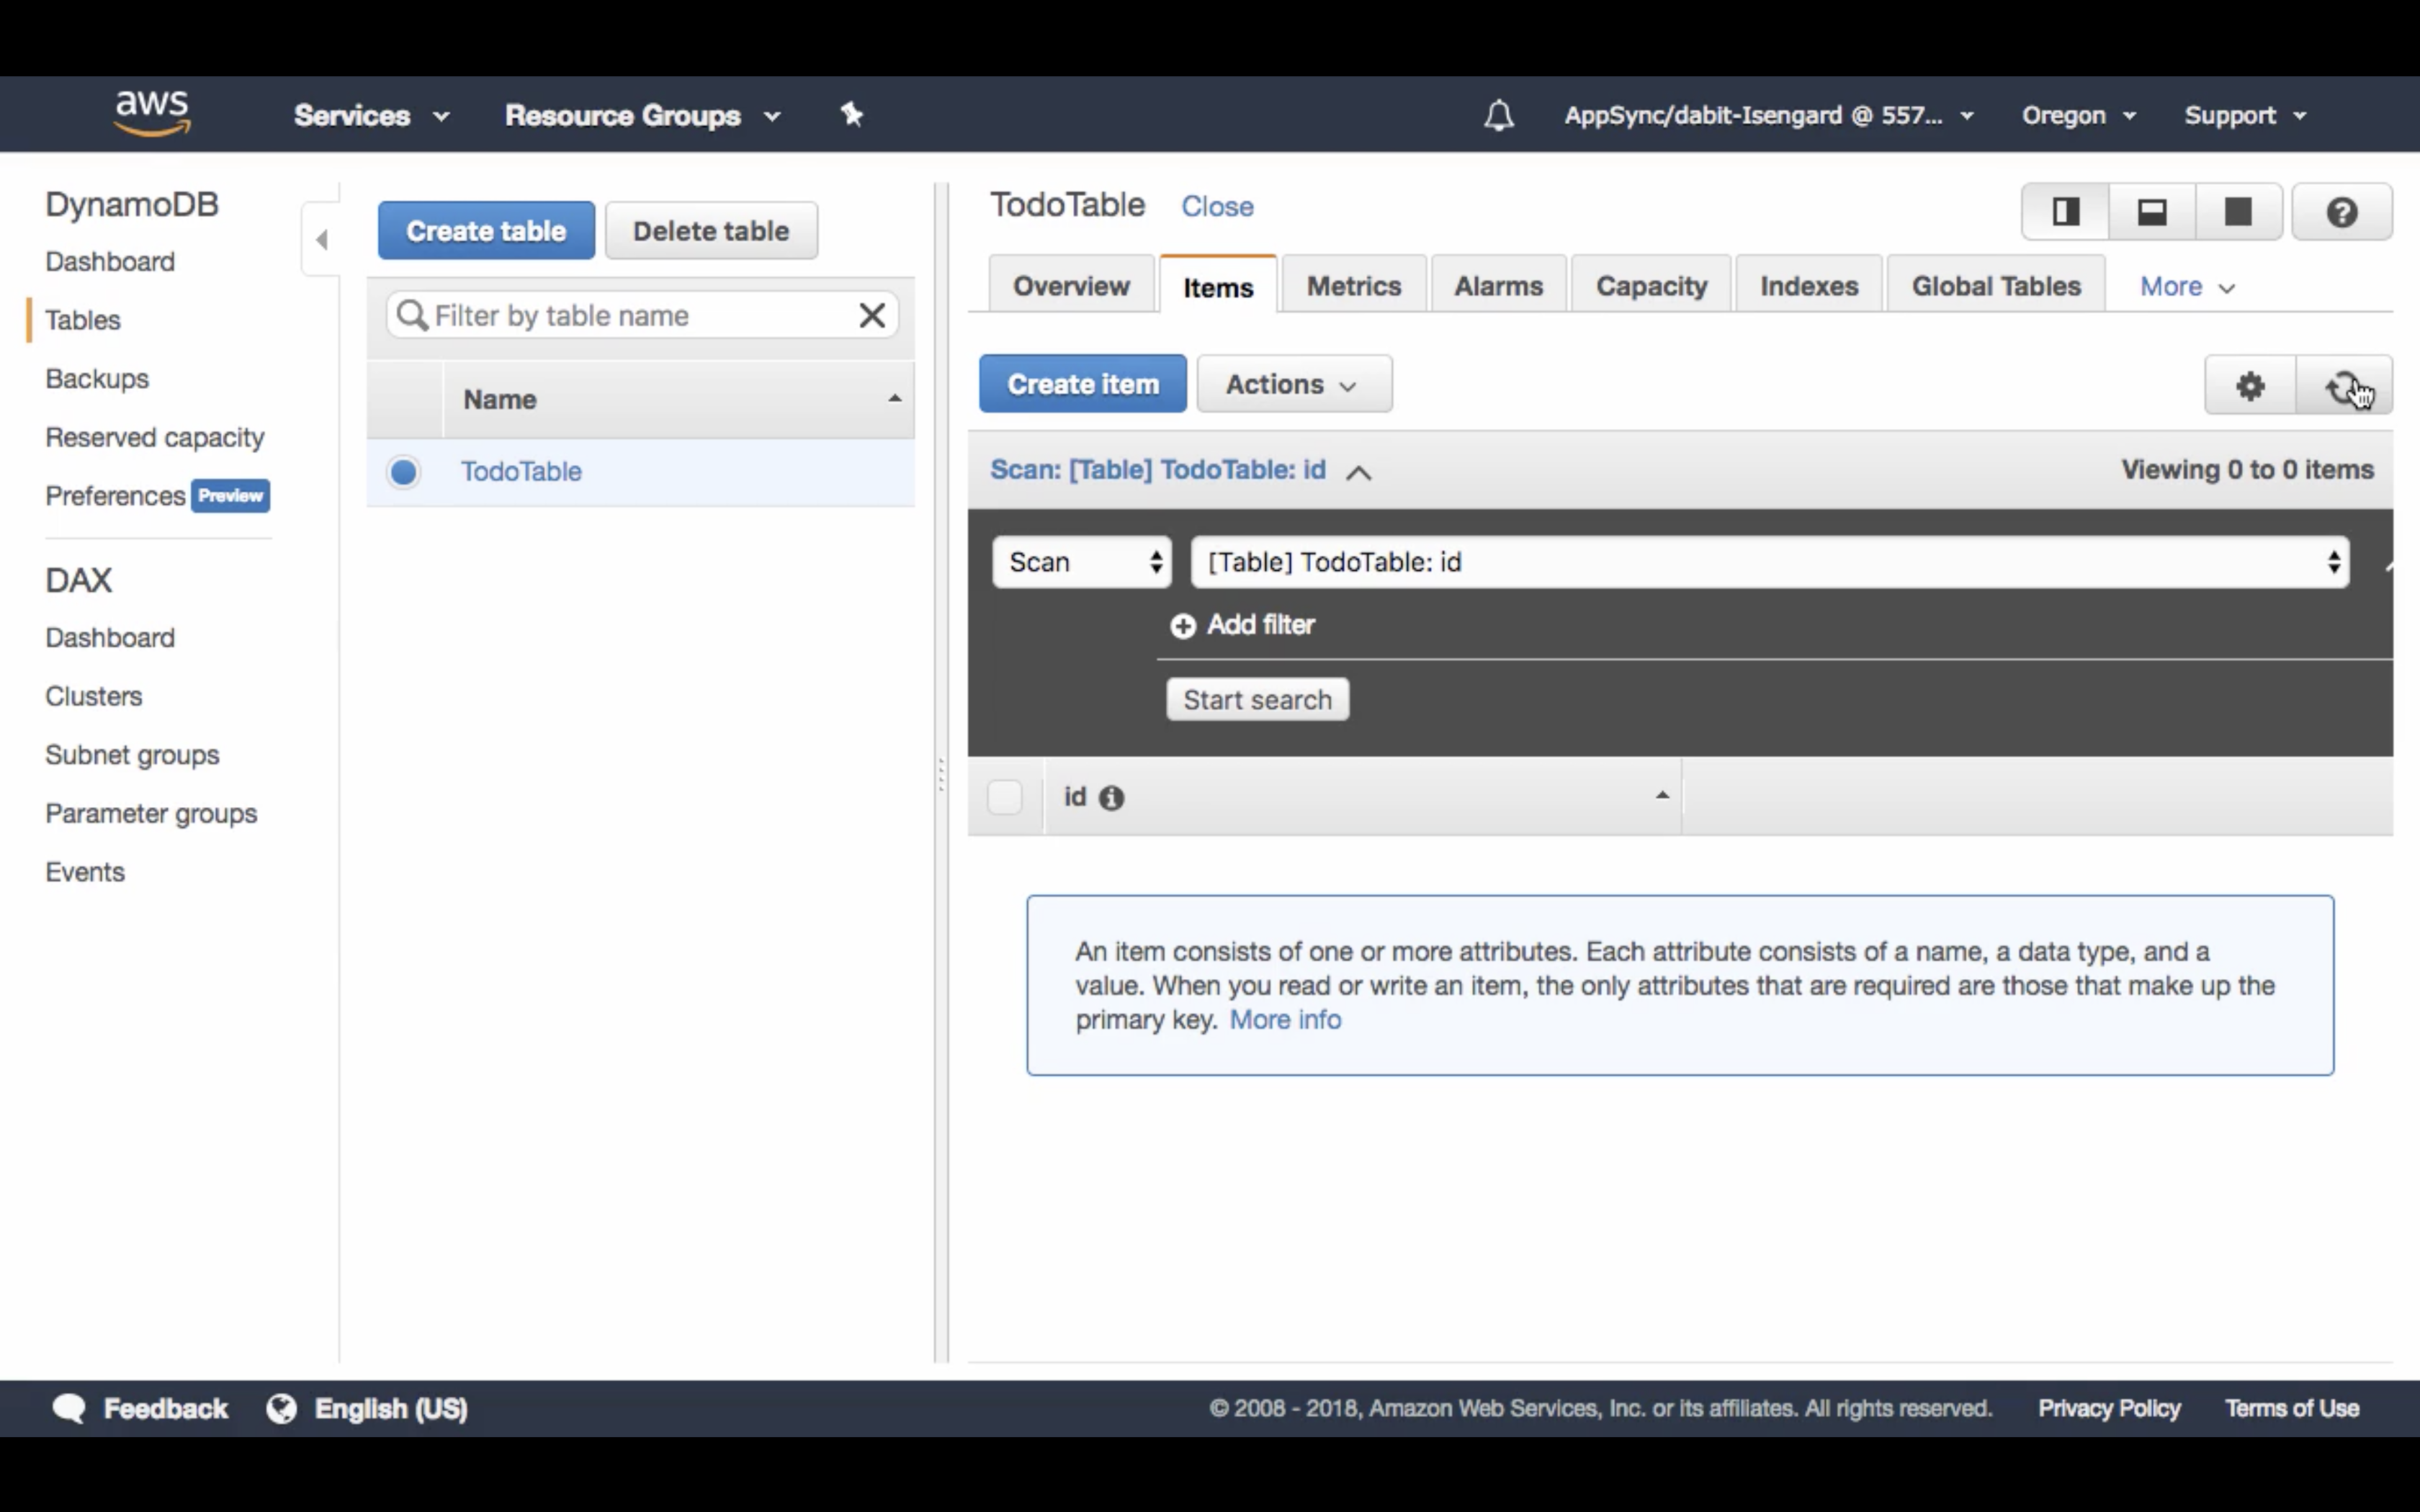 aws
Services
Resource Groups
AppSync/dabit-Isengard @ 557...
Oregon
Support
DynamoDB
Dashboard
Tables
Backups
Reserved capacity
Preferences Preview
DAX
Dashboard
Clusters
Subnet groups
Parameter groups
Events
Create table
Delete table
Filter by table name
Name
TodoTable
TodoTable Close
Overview
Items
Metrics
Alarms
Capacity
Indexes
Global Tables
More
Create item
Actions
Scan: [Table] TodoTable: id
Viewing 0 to 0 items
Scan
[Table] TodoTable: id
Add filter
Start search
id
An item consists of one or more attributes. Each attribute consists of a name, a data type, and a
value. When you read or write an item, the only attributes that are required are those that make up the
primary key. More info
Feedback
English (US)
© 2008 - 2018, Amazon Web Services, Inc. or its affiliates. All rights reserved.
Privacy Policy
Terms of Use